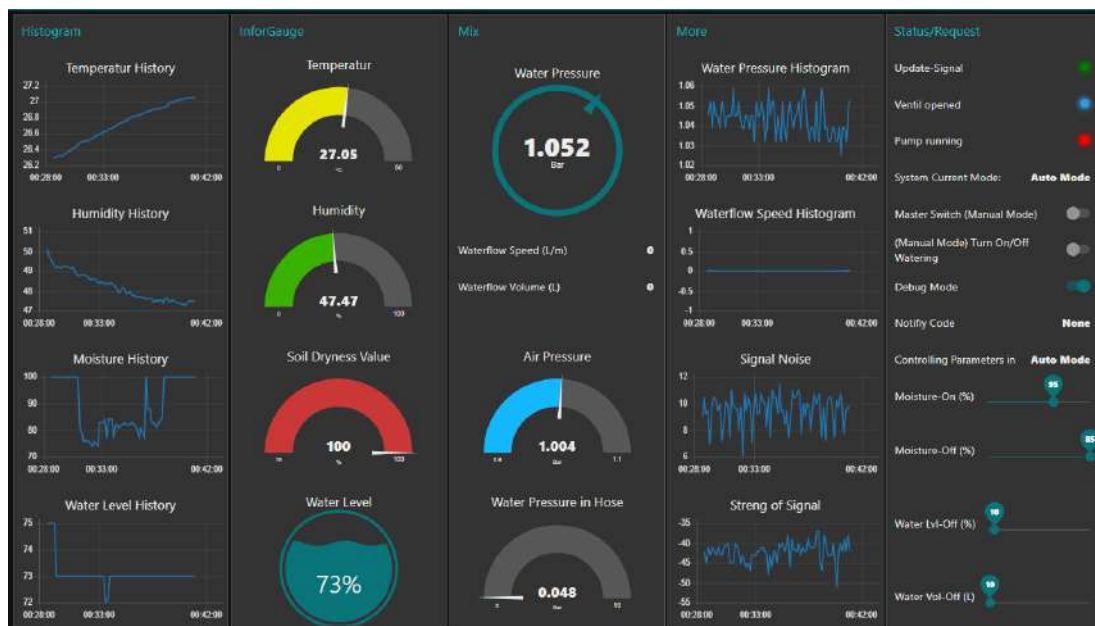 Histogram
Temperatur History
27.2
27
26.8
26.6
26.4
26.2
00:28:00 00:33:00 00:42:00
Humidity History
51
50
49
48
47
00:28:00 00:33:00 00:42:00
Moisture History
100
90
80
70
00:28:00 00:33:00 00:42:00
Water Level History
75
74
73
72
00:28:00 00:33:00 00:42:00
InforGauge
Temperatur
27.05
°C
0 50
Humidity
47.47
%
0 100
Soil Dryness Value
100
%
100
Water Level
73%
Mix
Water Pressure
1.052
Bar
Waterflow Speed (L/m) 0
Waterflow Volume (L) 0
Air Pressure
1.004
Bar
1.1
Water Pressure in Hose
0.048
Bar
0
More
Water Pressure Histogram
1.06
1.05
1.04
1.03
1.02
00:28:00 00:33:00 00:42:00
Waterflow Speed Histogram
1
0.5
0
-0.5
-1
00:28:00 00:33:00 00:42:00
Signal Noise
12
10
8
6
00:28:00 00:33:00 00:42:00
Streng of Signal
-35
-40
-45
-50
-55
00:28:00 00:33:00 00:42:00
Status/Request
Update-Signal
Ventil opened
Pump running
System Current Mode: Auto Mode
Master Switch (Manual Mode)
(Manual Mode) Turn On/Off
Watering
Debug Mode
Notifiy Code None
Controlling Parameters in Auto Mode
95
Moisture-On (%)
85
Moisture-Off (%)
10
Water Lvl-Off (%)
10
Water Vol-Off (L)